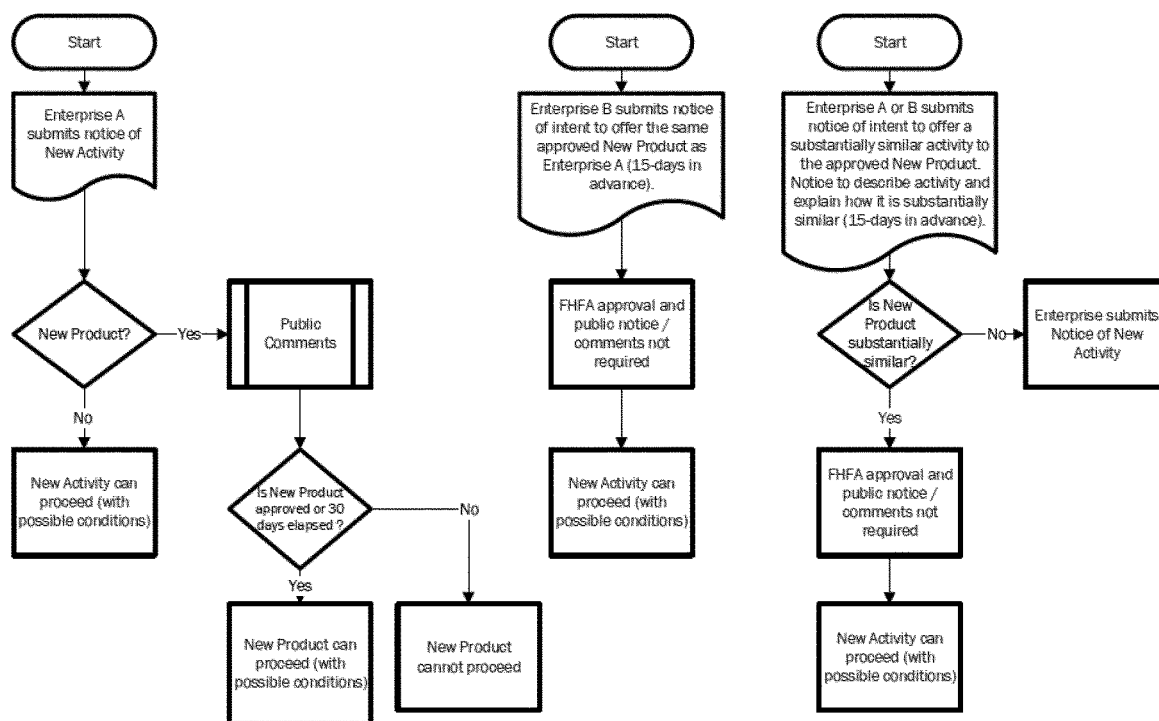 Start
Enterprise A
submits notice of
New Activity
New Product?
Yes
No
New Activity can
proceed (with
possible conditions)
Public
Comments
Is New Product
approved or 30
days elapsed ?
No
Yes
New Product can
proceed (with
possible conditions)
New Product
cannot proceed
Start
Enterprise B submits notice
of intent to offer the same
approved New Product as
Enterprise A (15-days in
advance).
FHFA approval and
public notice /
comments not
required
New Activity can
proceed (with
possible conditions)
Start
Enterprise A or B submits
notice of intent to offer a
substantially similar activity to
the approved New Product.
Notice to describe activity and
explain how it is substantially
similar (15-days in advance).
Is New
Product
substantially
similar?
No
Enterprise submits
Notice of New
Activity
Yes
FHFA approval and
public notice /
comments not
required
New Activity can
proceed (with
possible conditions)